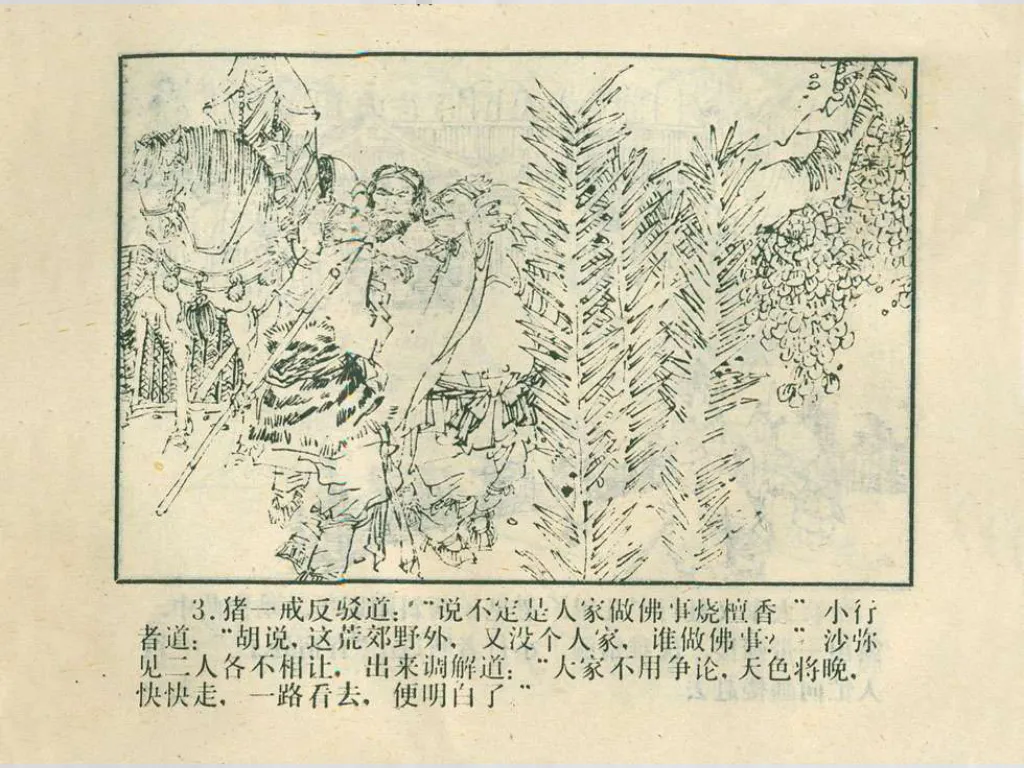 3.猪一戒反驳道:“说不定是人家做佛事烧檀香”小行
者道:“胡说,这荒郊野外,又没个人家,谁做佛事?”沙弥
见二人各不相让,出来调解道:“大家不用争论,天色将晚,
快快走,一路看去,便明白了”